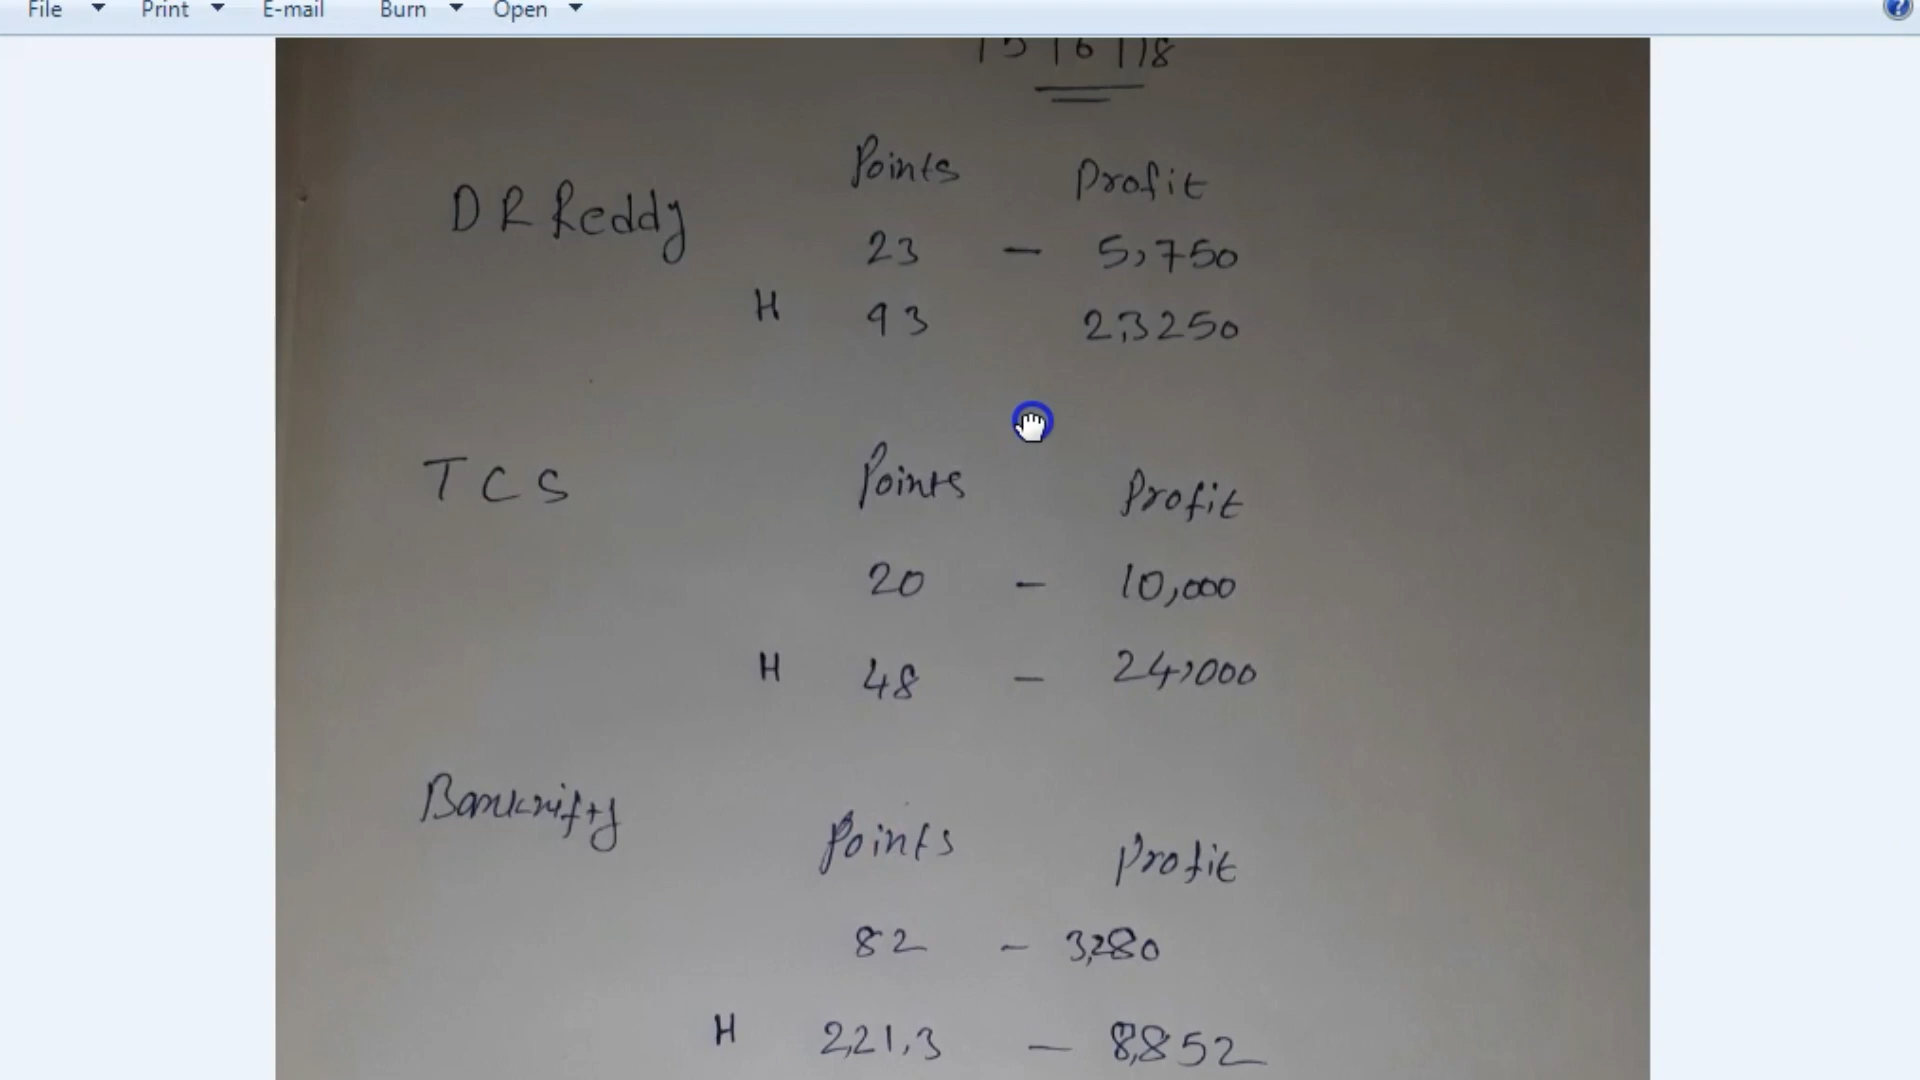 File Print E-mail Burn Open
15/6/18
Points Profit
DR Reddy
23 - 5,750
H 93 23250
TCS Points Profit
20 - 10,000
H 48 - 24,000
Banknifty
Points Profit
82 - 3,280
H 221.3 - 8,852